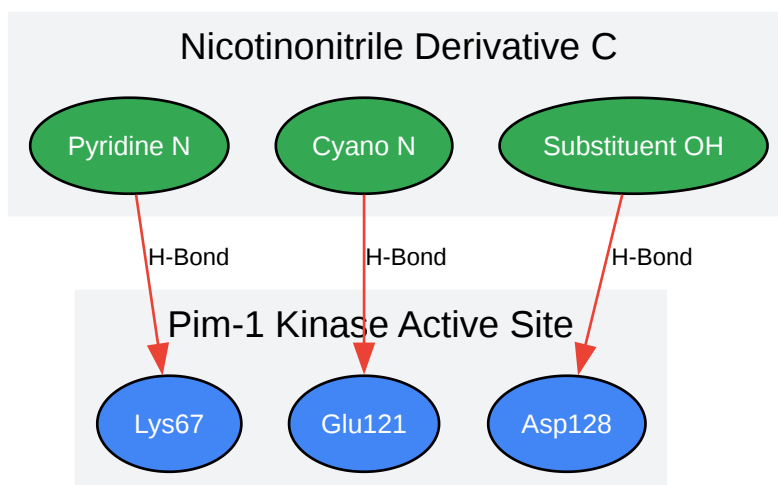 Nicotinonitrile Derivative C
Pyridine N
Cyano N
Substituent OH
H-Bond
H-Bond
H-Bond
Pim-1 Kinase Active Site
Lys67
Glu121
Asp128